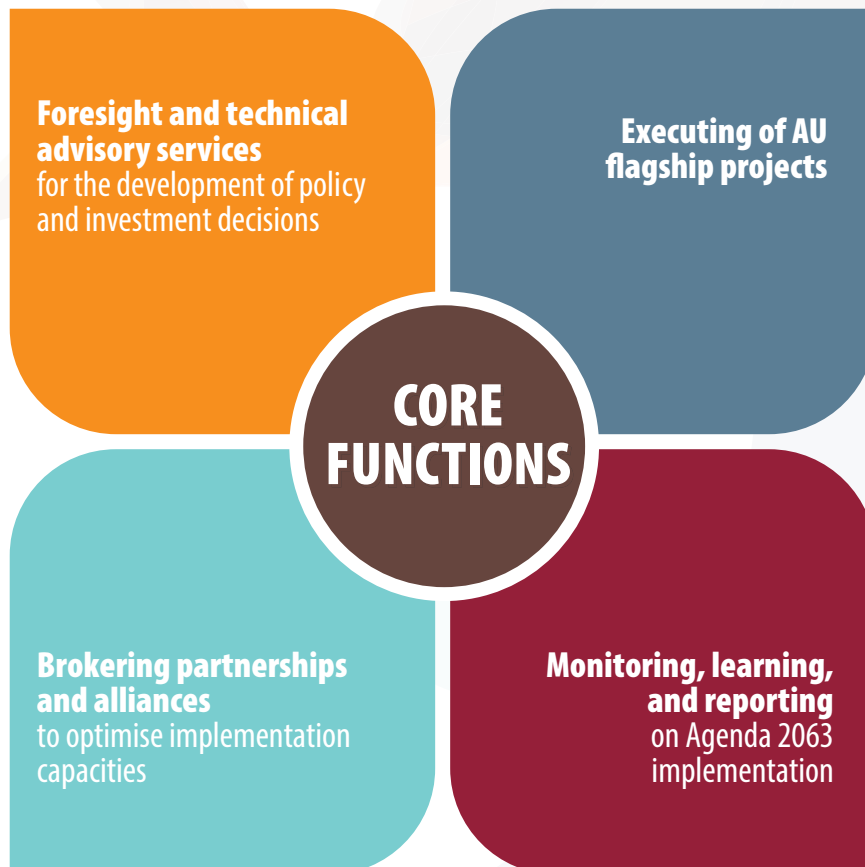 Foresight and technical
advisory services
for the development of policy
and investment decisions
Executing of AU
flagship projects
CORE
FUNCTIONS
Brokering partnerships
and alliances
to optimise implementation
capacities
Monitoring, learning,
and reporting
on Agenda 2063
implementation